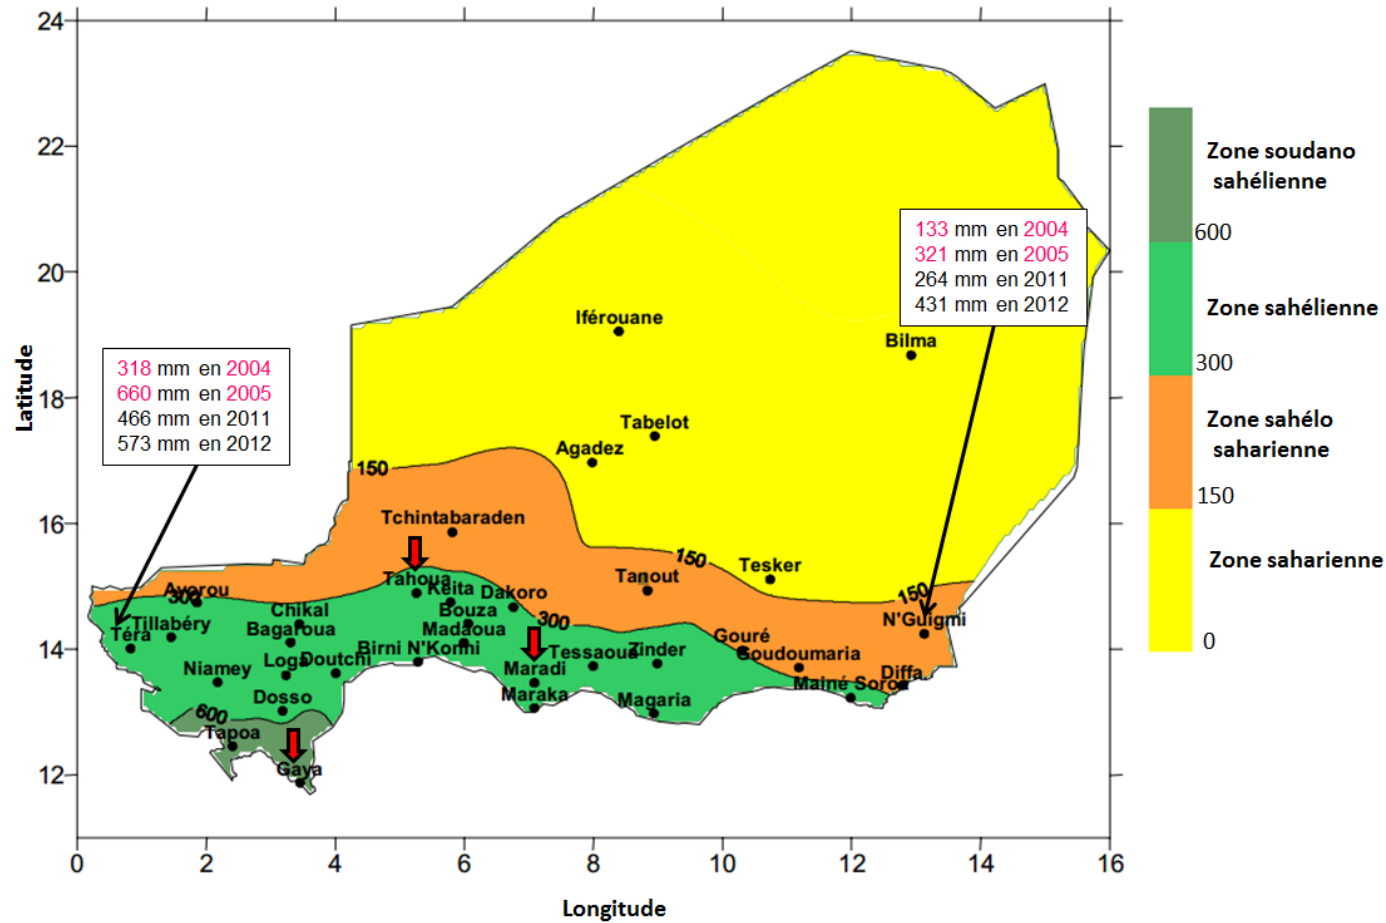 24
22
20
18
16
14
12
0
2
4
6
8
10
12
14
16
Latitude
Longitude
318 mm en 2004
660 mm en 2005
466 mm en 2011
573 mm en 2012
133 mm en 2004
321 mm en 2005
264 mm en 2011
431 mm en 2012
Iférouane
Bilma
Tabelot
Agadez
150
Tchintabaraden
150
Tesker
Tanout
150
Tahoua
Keita
Dakoro
Ayorou
300
Chikal
Bouza
300
N'Guigmi
Tillabéry
Téra
Bagaroua
Madaoua
Gouré
Birni N'Konni
Tessaoua
Zinder
Goudoumaria
Loga
Doutchi
Niamey
Maradi
Diffa
Mainé Soroa
Dosso
Maraka
Magaria
600
Tapoa
Gaya
Zone soudano
sahélienne
600
Zone sahélienne
300
Zone sahélo
saharienne
150
Zone saharienne
0